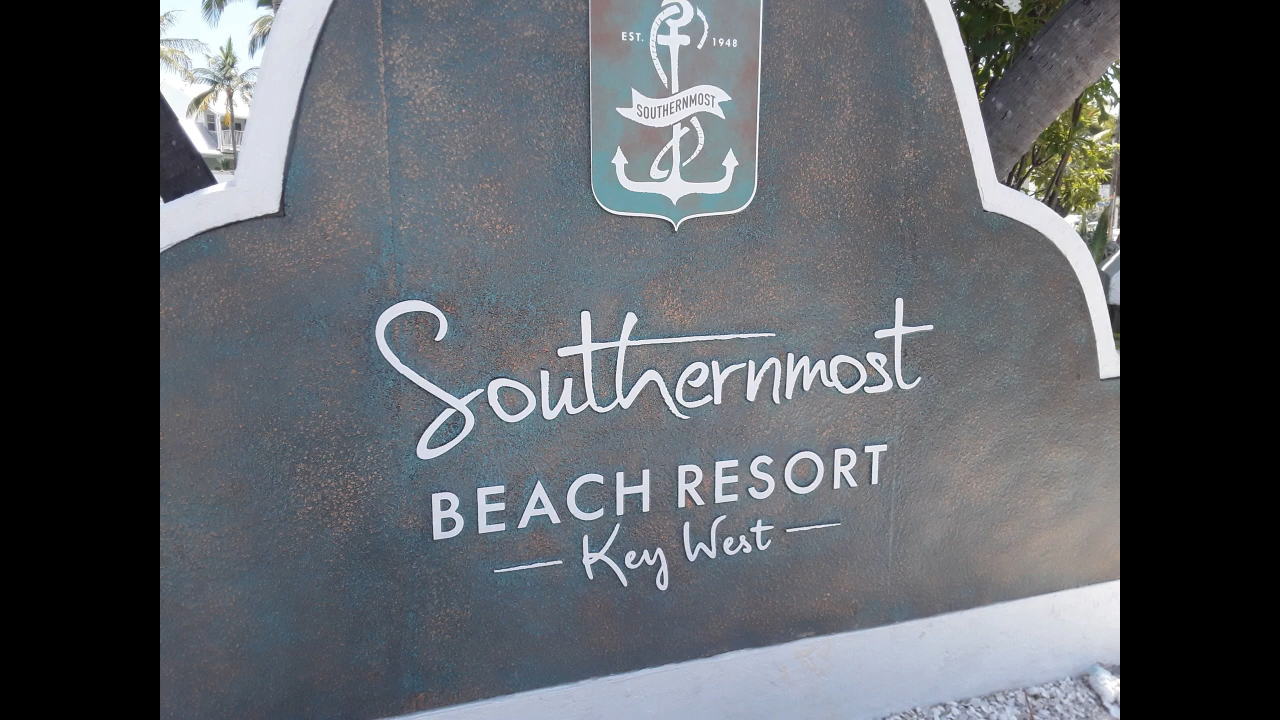 EST. 1948
SOUTHERNMOST
Southernmost
BEACH RESORT
Key West